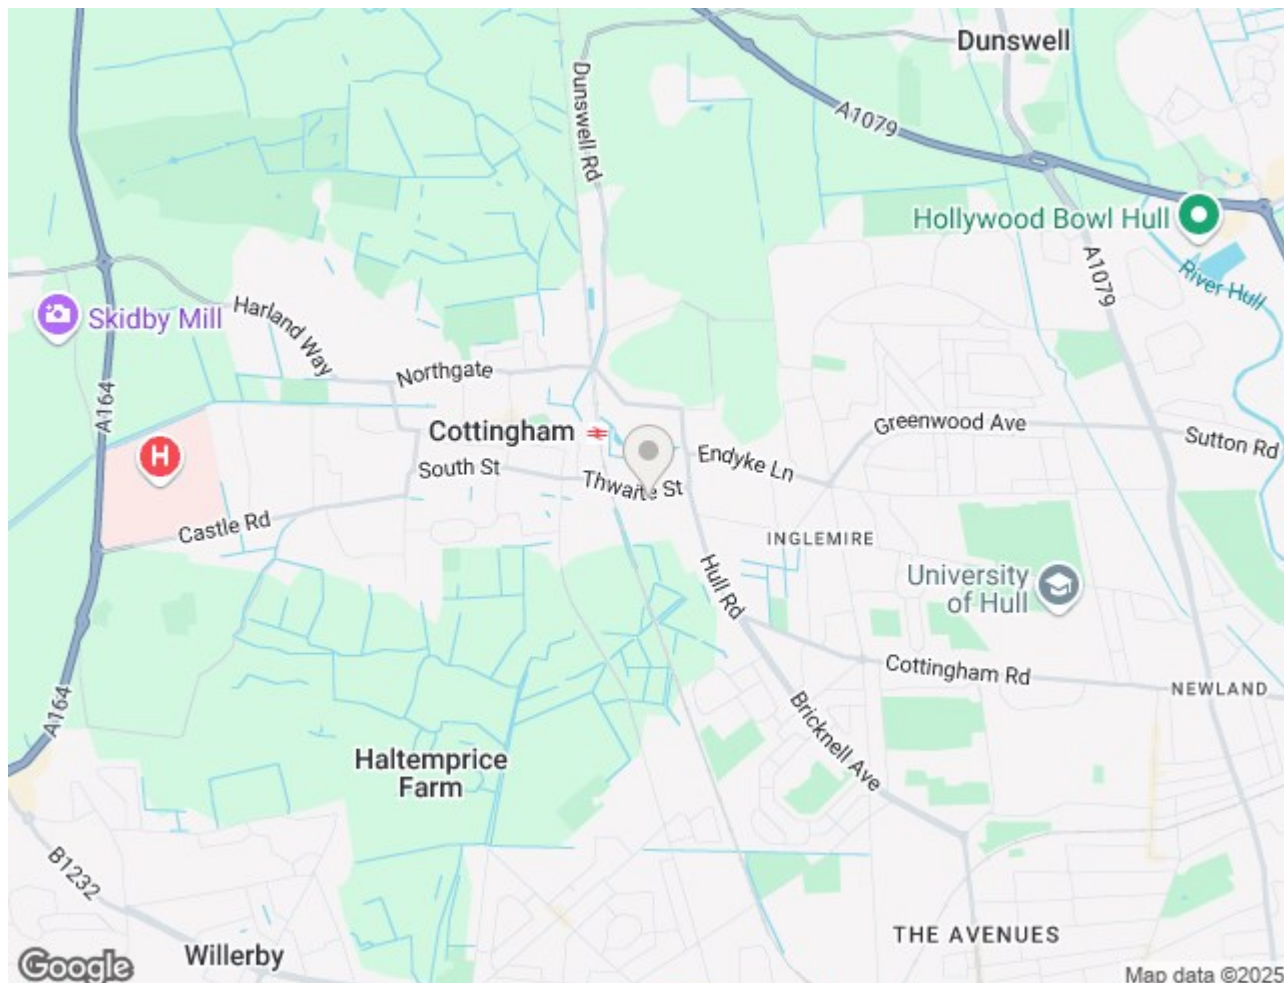 Dunswell
Dunswell Rd
A1079
Hollywood Bowl Hull
A1079
River Hull
Skidby Mill
Harland Way
Northgate
A164
Cottingham
Greenwood Ave
Sutton Rd
H
South St
Endyke Ln
Thwaite St
Castle Rd
INGLEMIRE
University
of Hull
Hull Rd
Cottingham Rd
NEWLAND
A164
Bricknell Ave
Haltemprice
Farm
B1232
THE AVENUES
Willerby
Google
Map data ©2025